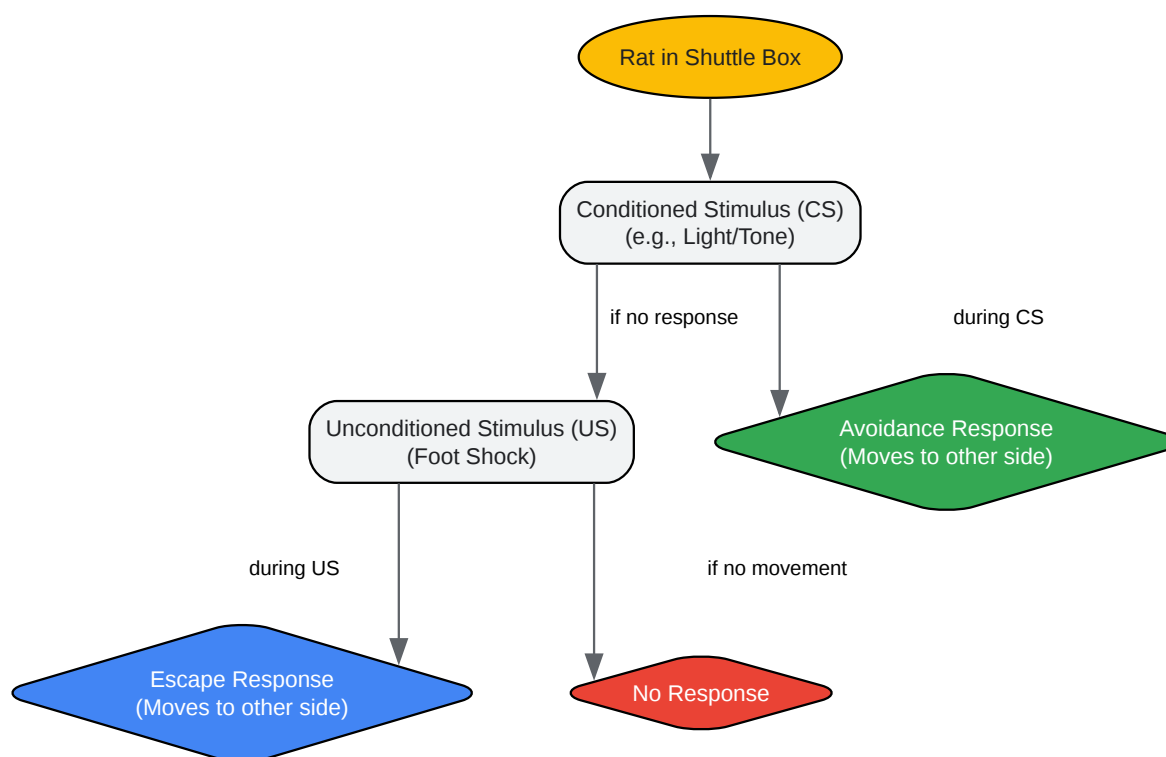 Rat in Shuttle Box
Conditioned Stimulus (CS)
(e.g., Light/Tone)
if no response
during CS
Unconditioned Stimulus (US)
(Foot Shock)
Avoidance Response
(Moves to other side)
during US
if no movement
Escape Response
(Moves to other side)
No Response